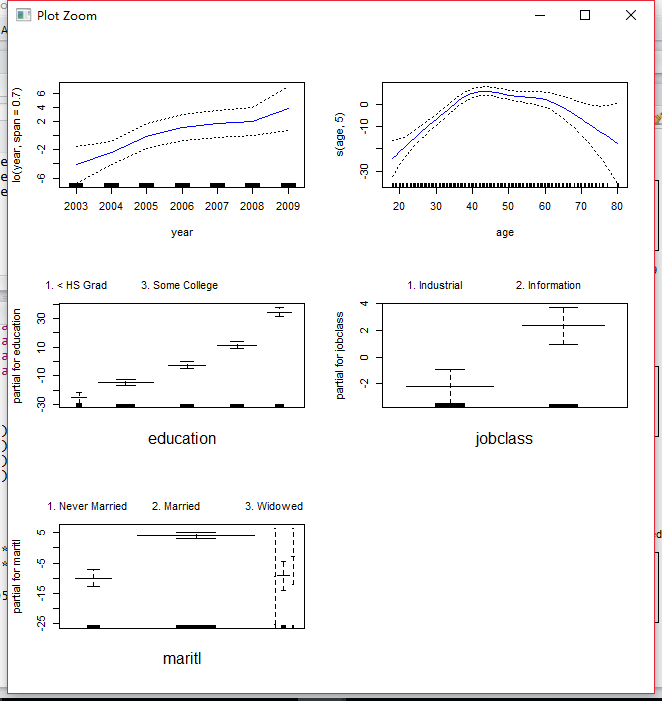 Plot Zoom
lo(year, span = 0.7)
-6
-2
2
4
6
2003
2004
2005
2006
2007
2008
2009
year
s(age, 5)
-30
-10
0
20
30
40
50
60
70
80
age
1. < HS Grad
3. Some College
partial for education
-30
-10
10
30
education
1. Industrial
2. Information
partial for jobclass
-2
0
2
4
jobclass
1. Never Married
2. Married
3. Widowed
partial for maritl
-25
-15
-5
5
maritl